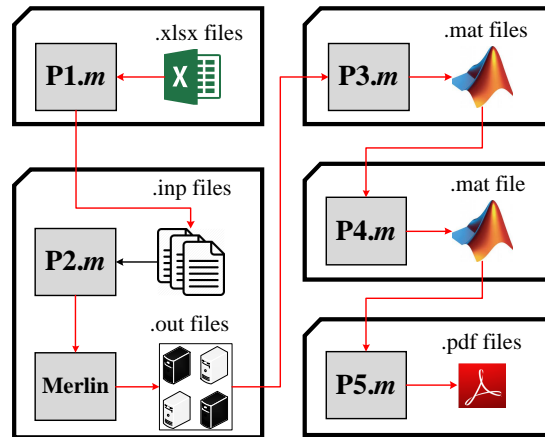 .xlsx files
P1.m
X
.inp files
P2.m
.out files
Merlin
.mat files
P3.m
.mat file
P4.m
.pdf files
P5.m